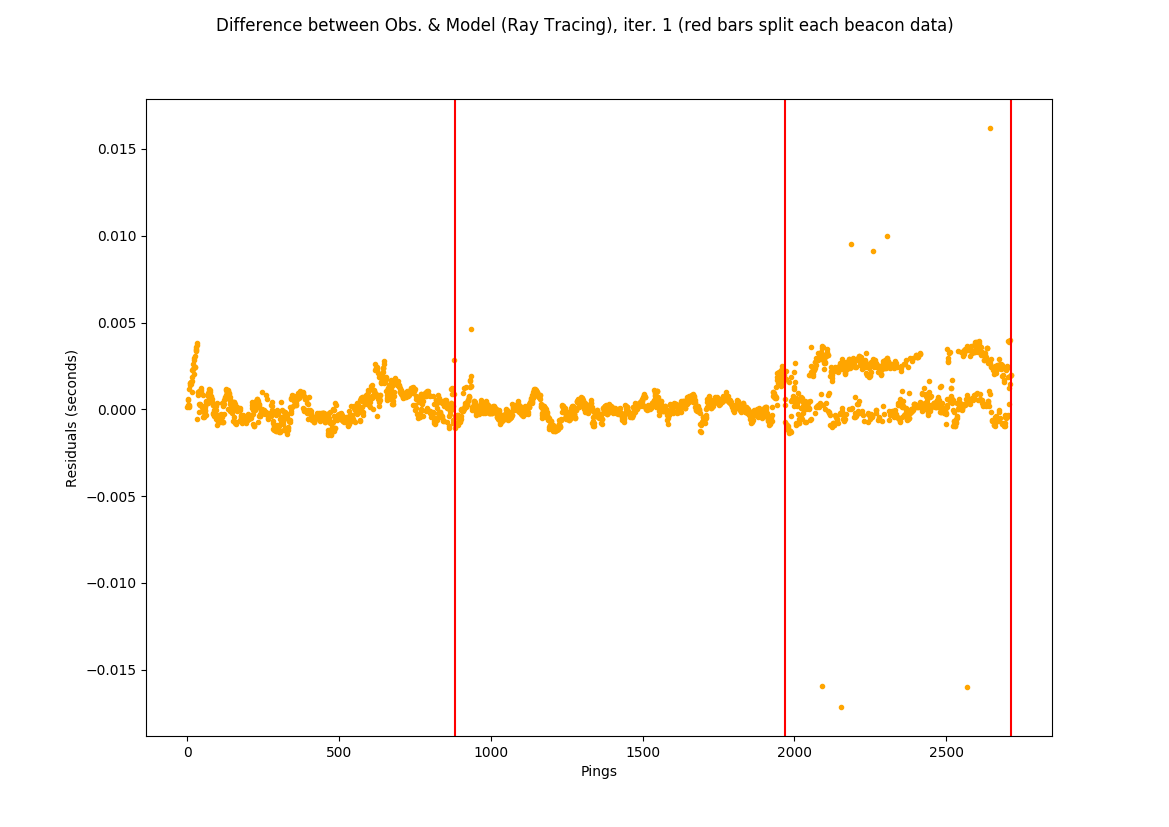 Difference between Obs. & Model (Ray Tracing), iter. 1 (red bars split each beacon data)
0.015
0.010
0.005
0.000
−0.005
−0.010
−0.015
Residuals (seconds)
0 500 1000 1500 2000 2500
Pings